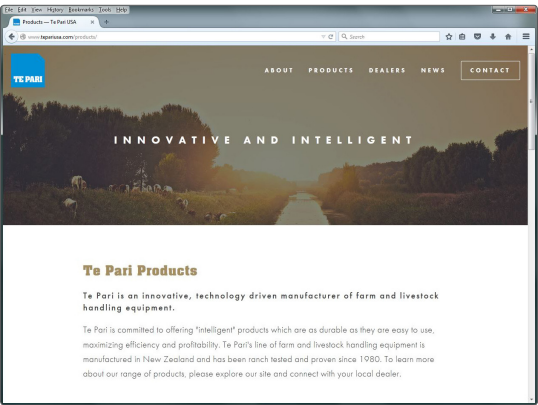 File Edit View History Bookmarks Tools Help
Products — Te Pari USA × +
www.tepariusa.com/products/ Search
TE PARI
ABOUT PRODUCTS DEALERS NEWS CONTACT
INNOVATIVE AND INTELLIGENT
Te Pari Products
Te Pari is an innovative, technology driven manufacturer of farm and livestock
handling equipment.
Te Pari is committed to offering "intelligent" products which are as durable as they are easy to use,
maximizing efficiency and profitability. Te Pari's line of farm and livestock handling equipment is
manufactured in New Zealand and has been ranch tested and proven since 1980. To learn more
about our range of products, please explore our site and connect with your local dealer.